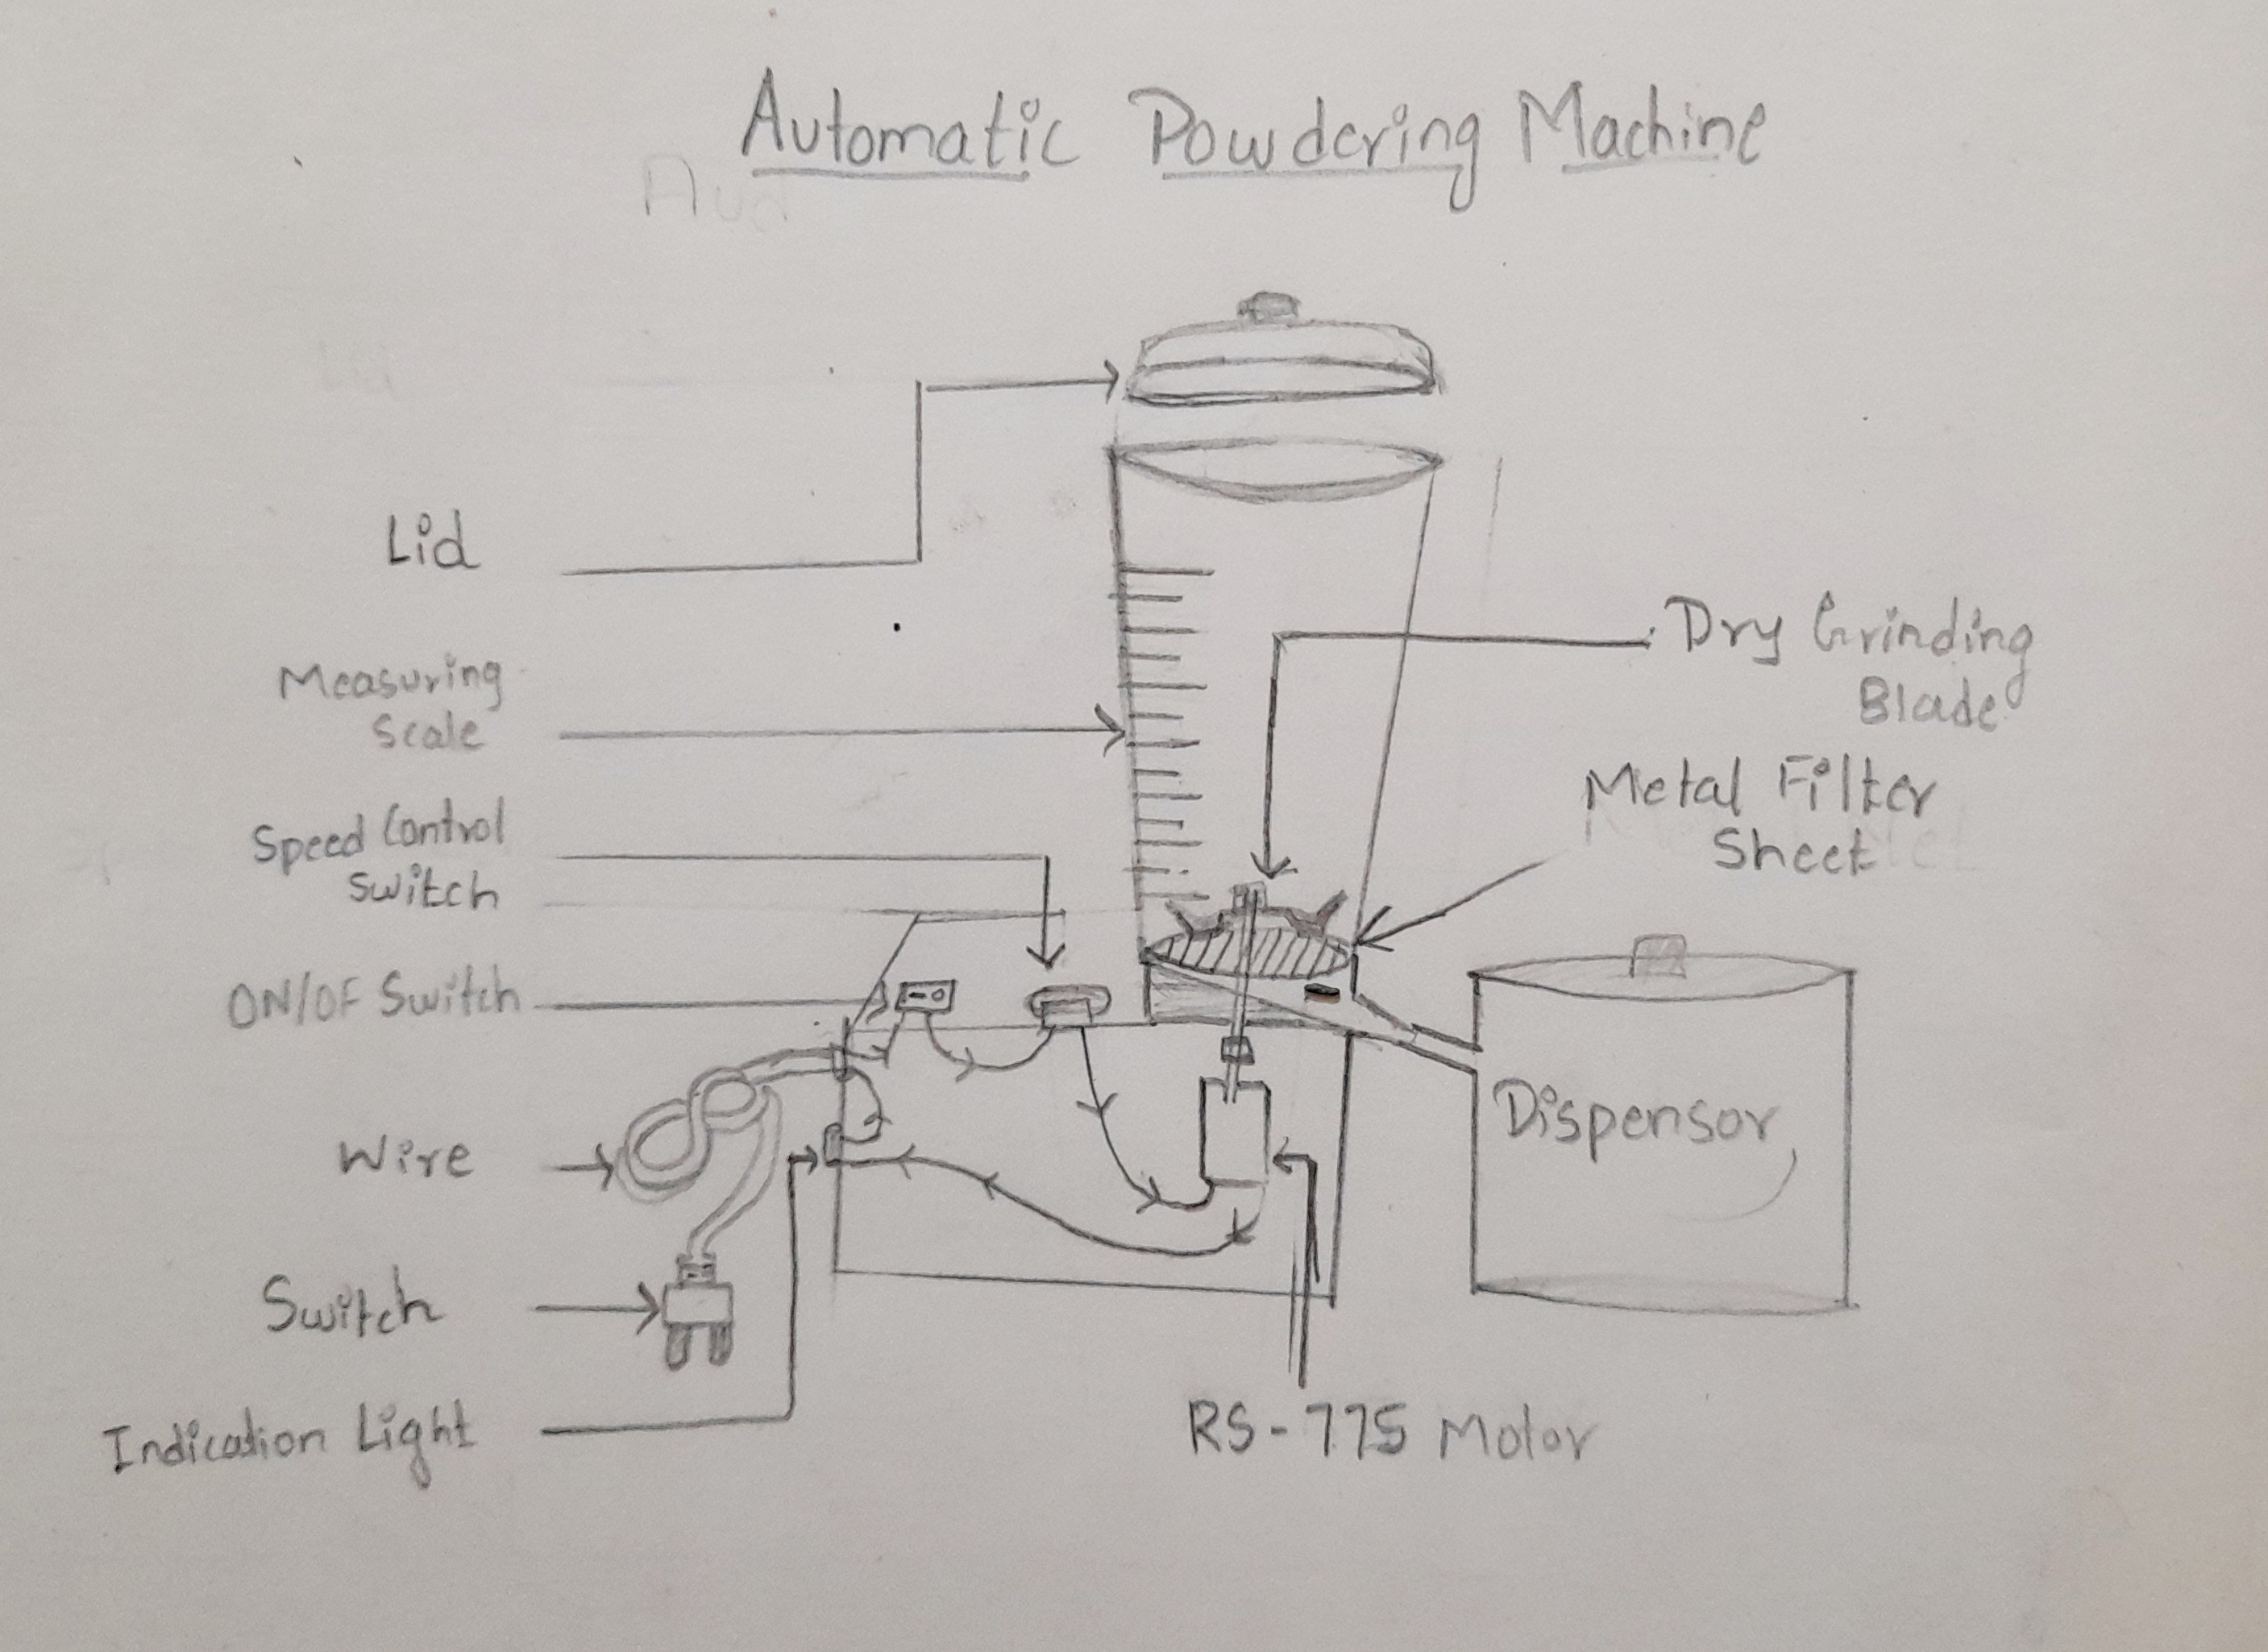 Automatic Powdering Machine
Lid
Measuring
Scale
Speed Control
Switch
ON/OF Switch
Wire
Switch
Indication Light
Dry Grinding
Blade
Metal Filter
Sheet
Dispensor
RS-775 Motor